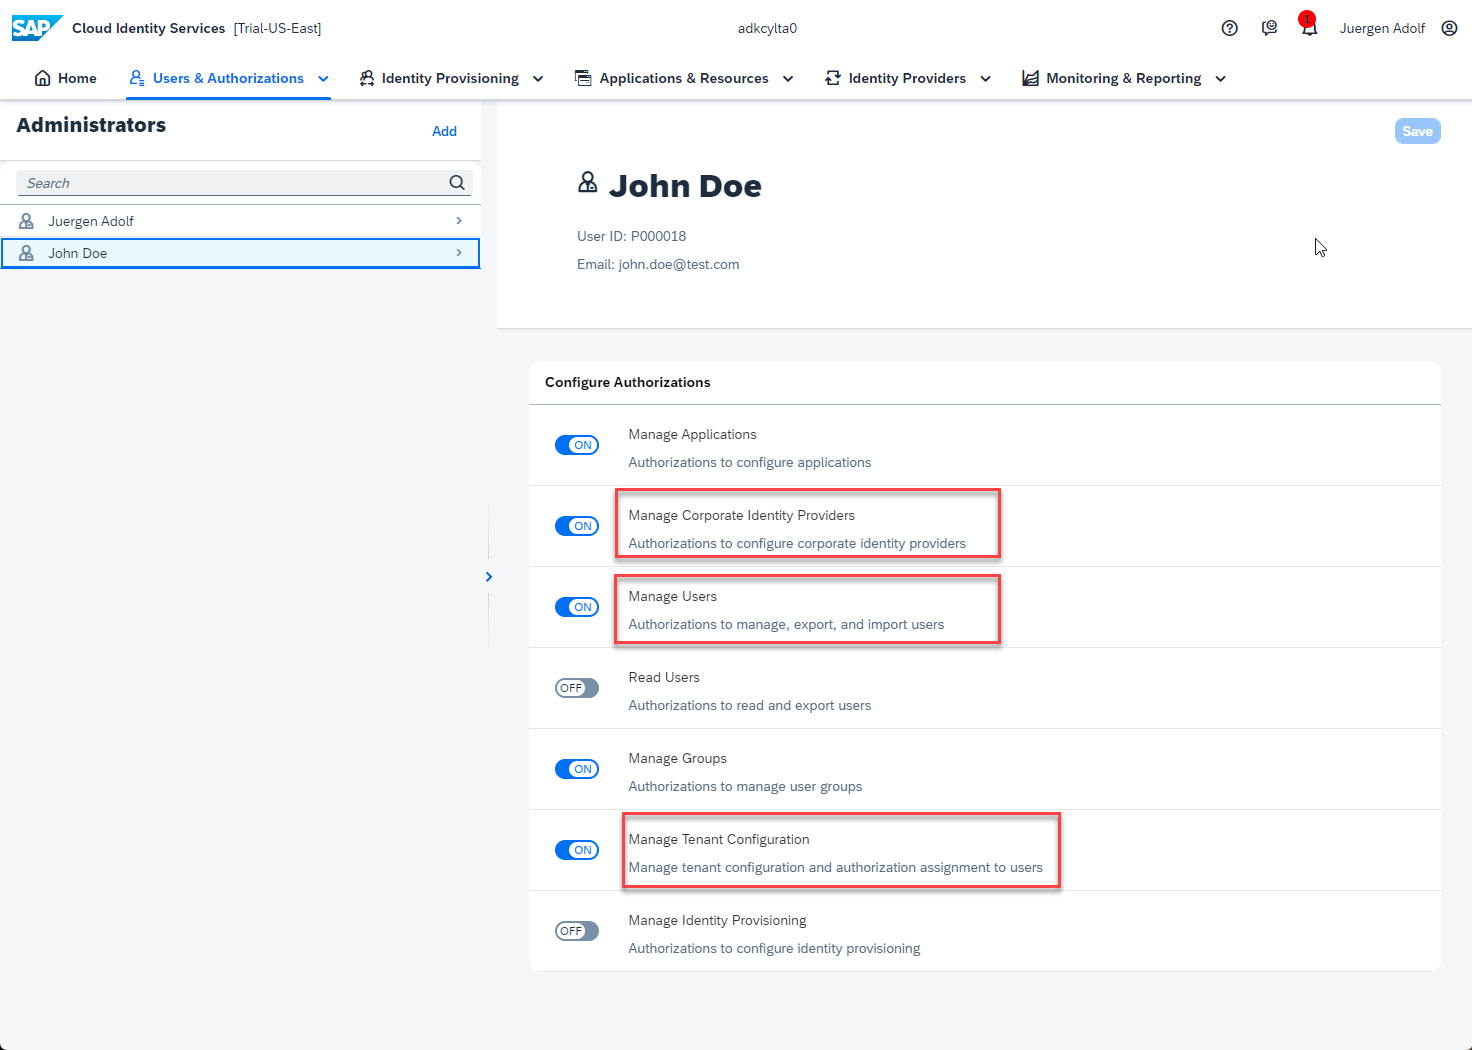 SAP Cloud Identity Services [Trial-US-East]
adkcylta0
1
Juergen Adolf
Home
Users & Authorizations
Identity Provisioning
Applications & Resources
Identity Providers
Monitoring & Reporting
Administrators
Add
Search
Juergen Adolf
John Doe
Save
John Doe
User ID: P000018
Email: john.doe@test.com
Configure Authorizations
ON
Manage Applications
Authorizations to configure applications
ON
Manage Corporate Identity Providers
Authorizations to configure corporate identity providers
ON
Manage Users
Authorizations to manage, export, and import users
OFF
Read Users
Authorizations to read and export users
ON
Manage Groups
Authorizations to manage user groups
ON
Manage Tenant Configuration
Manage tenant configuration and authorization assignment to users
OFF
Manage Identity Provisioning
Authorizations to configure identity provisioning